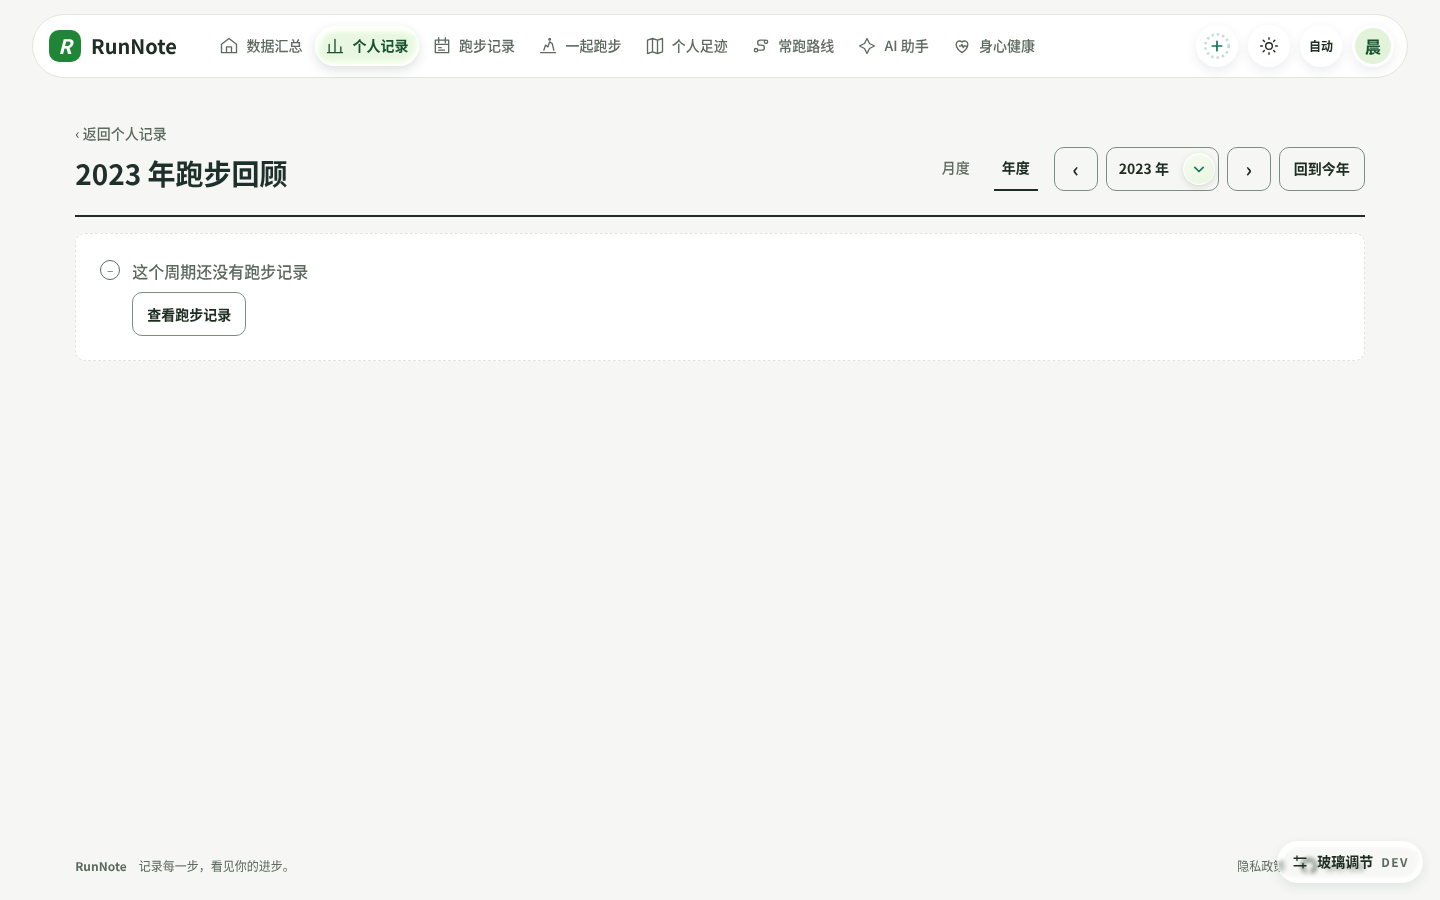 R RunNote 数据汇总 个人记录 跑步记录 一起跑步 个人足迹 常跑路线 AI 助手 身心健康 自动 晨
‹ 返回个人记录
2023 年跑步回顾
月度 年度 ‹ 2023 年 › 回到今年
这个周期还没有跑步记录
查看跑步记录
RunNote 记录每一步，看见你的进步。 隐私政 玻璃调节 DEV